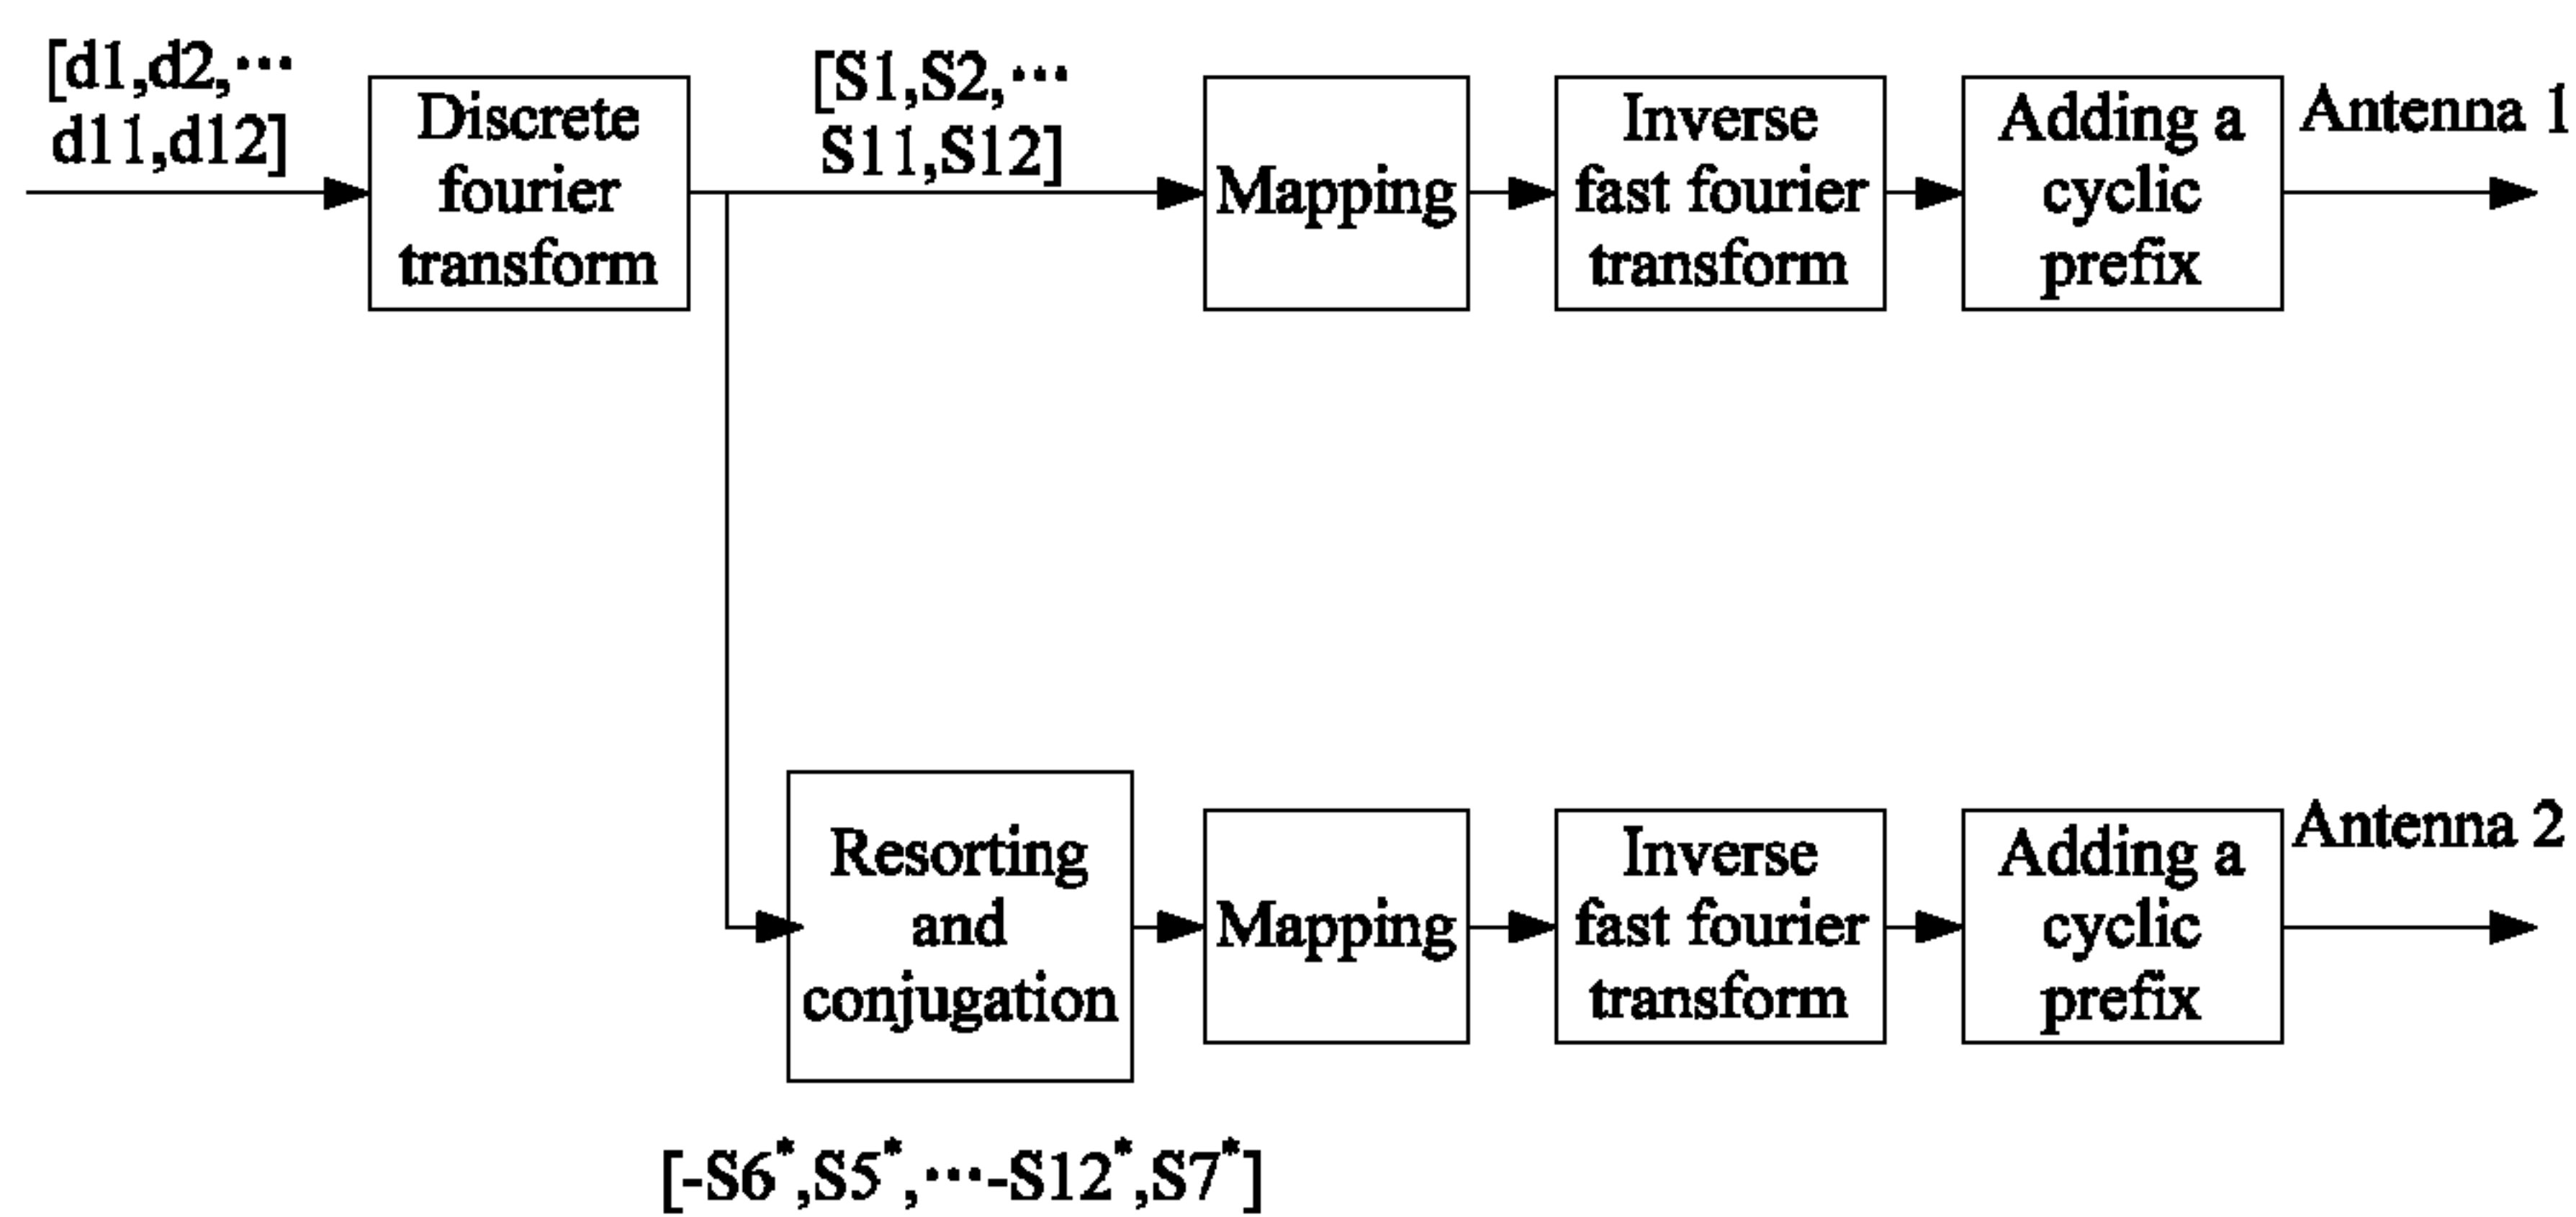 [d1,d2,⋯
d11,d12]
Discrete
fourier
transform
[S1,S2,⋯
S11,S12]
Mapping
Inverse
fast fourier
transform
Adding a
cyclic
prefix
Antenna 1
Resorting
and
conjugation
Mapping
Inverse
fast fourier
transform
Adding a
cyclic
prefix
Antenna 2
[-S6*,S5*,⋯-S12*,S7*]